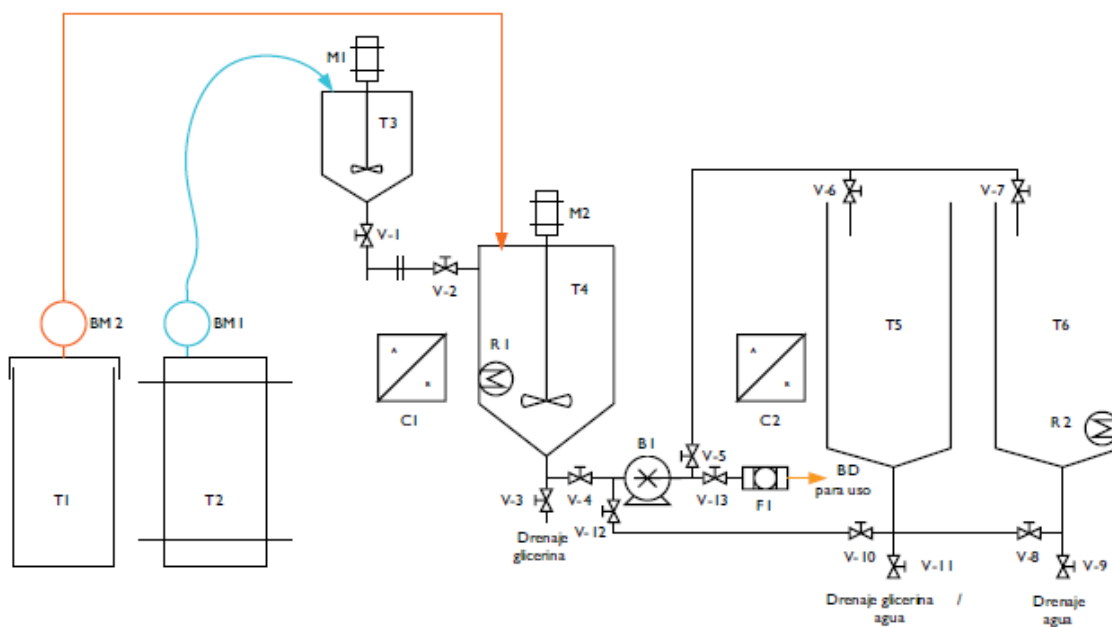 M1
T3
V-6
V-7
M2
V-1
V-2
T4
BM 2
BM 1
T5
T6
R 1
A
B
C1
A
B
C2
R 2
B1
V-5
V-3
V-4
V-13
F1
BD
para uso
T1
T2
V-12
Drenaje
glicerina
V-10
V-11
V-8
V-9
Drenaje glicerina /
agua
Drenaje
agua